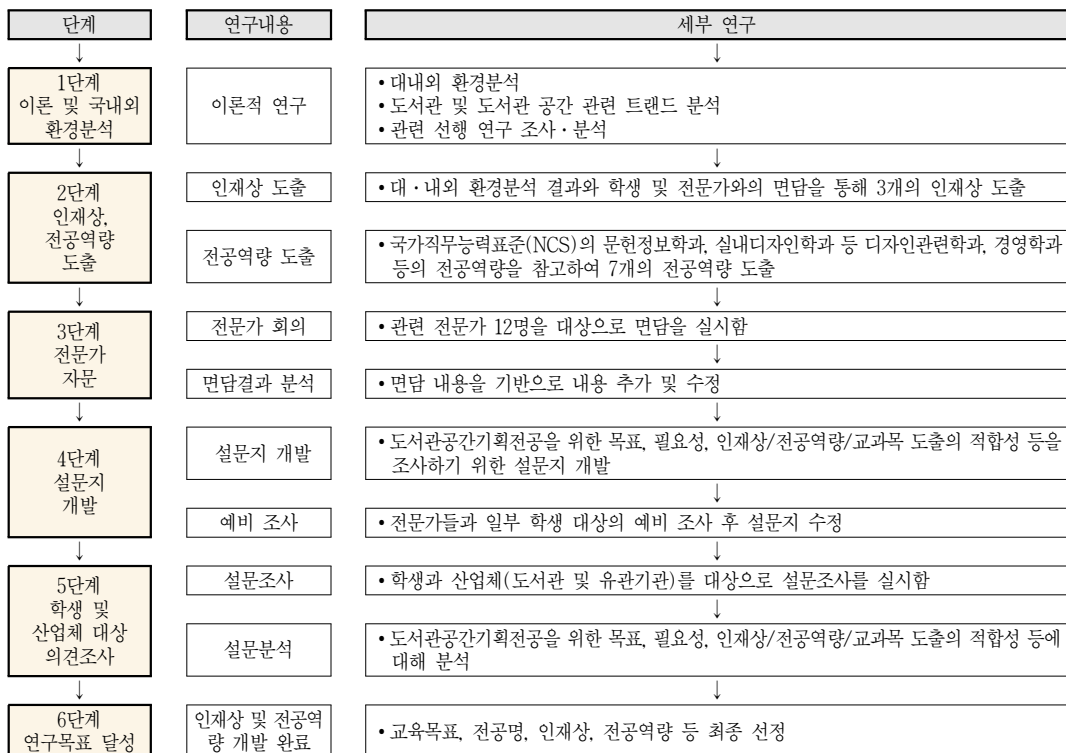 단계
연구내용
세부 연구
1단계
이론 및 국내외
환경분석
이론적 연구
• 대내외 환경분석
• 도서관 및 도서관 공간 관련 트랜드 분석
• 관련 선행 연구 조사·분석
2단계
인재상,
전공역량
도출
인재상 도출
• 대·내외 환경분석 결과와 학생 및 전문가와의 면담을 통해 3개의 인재상 도출
전공역량 도출
• 국가직무능력표준(NCS)의 문헌정보학과, 실내디자인학과 등 디자인관련학과, 경영학과
등의 전공역량을 참고하여 7개의 전공역량 도출
3단계
전문가
자문
전문가 회의
• 관련 전문가 12명을 대상으로 면담을 실시함
면담결과 분석
• 면담 내용을 기반으로 내용 추가 및 수정
4단계
설문지
개발
설문지 개발
• 도서관공간기획전공을 위한 목표, 필요성, 인재상/전공역량/교과목 도출의 적합성 등을
조사하기 위한 설문지 개발
예비 조사
• 전문가들과 일부 학생 대상의 예비 조사 후 설문지 수정
5단계
학생 및
산업체 대상
의견조사
설문조사
• 학생과 산업체(도서관 및 유관기관)를 대상으로 설문조사를 실시함
설문분석
• 도서관공간기획전공을 위한 목표, 필요성, 인재상/전공역량/교과목 도출의 적합성 등에
대해 분석
6단계
연구목표 달성
인재상 및 전공역
량 개발 완료
• 교육목표, 전공명, 인재상, 전공역량 등 최종 선정